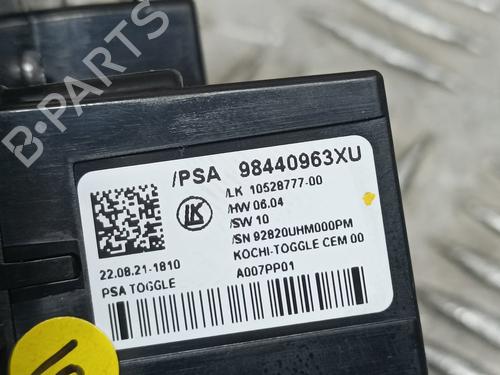 /PSA 98440963XU
/LK 10528777-00
/HW 06.04
/SW 10
/SN 92820UHM000PM
KOCHI-TOGGLE CEM 00
A007PP01
LK
22.08.21-1810
PSA TOGGLE
B-PARTS